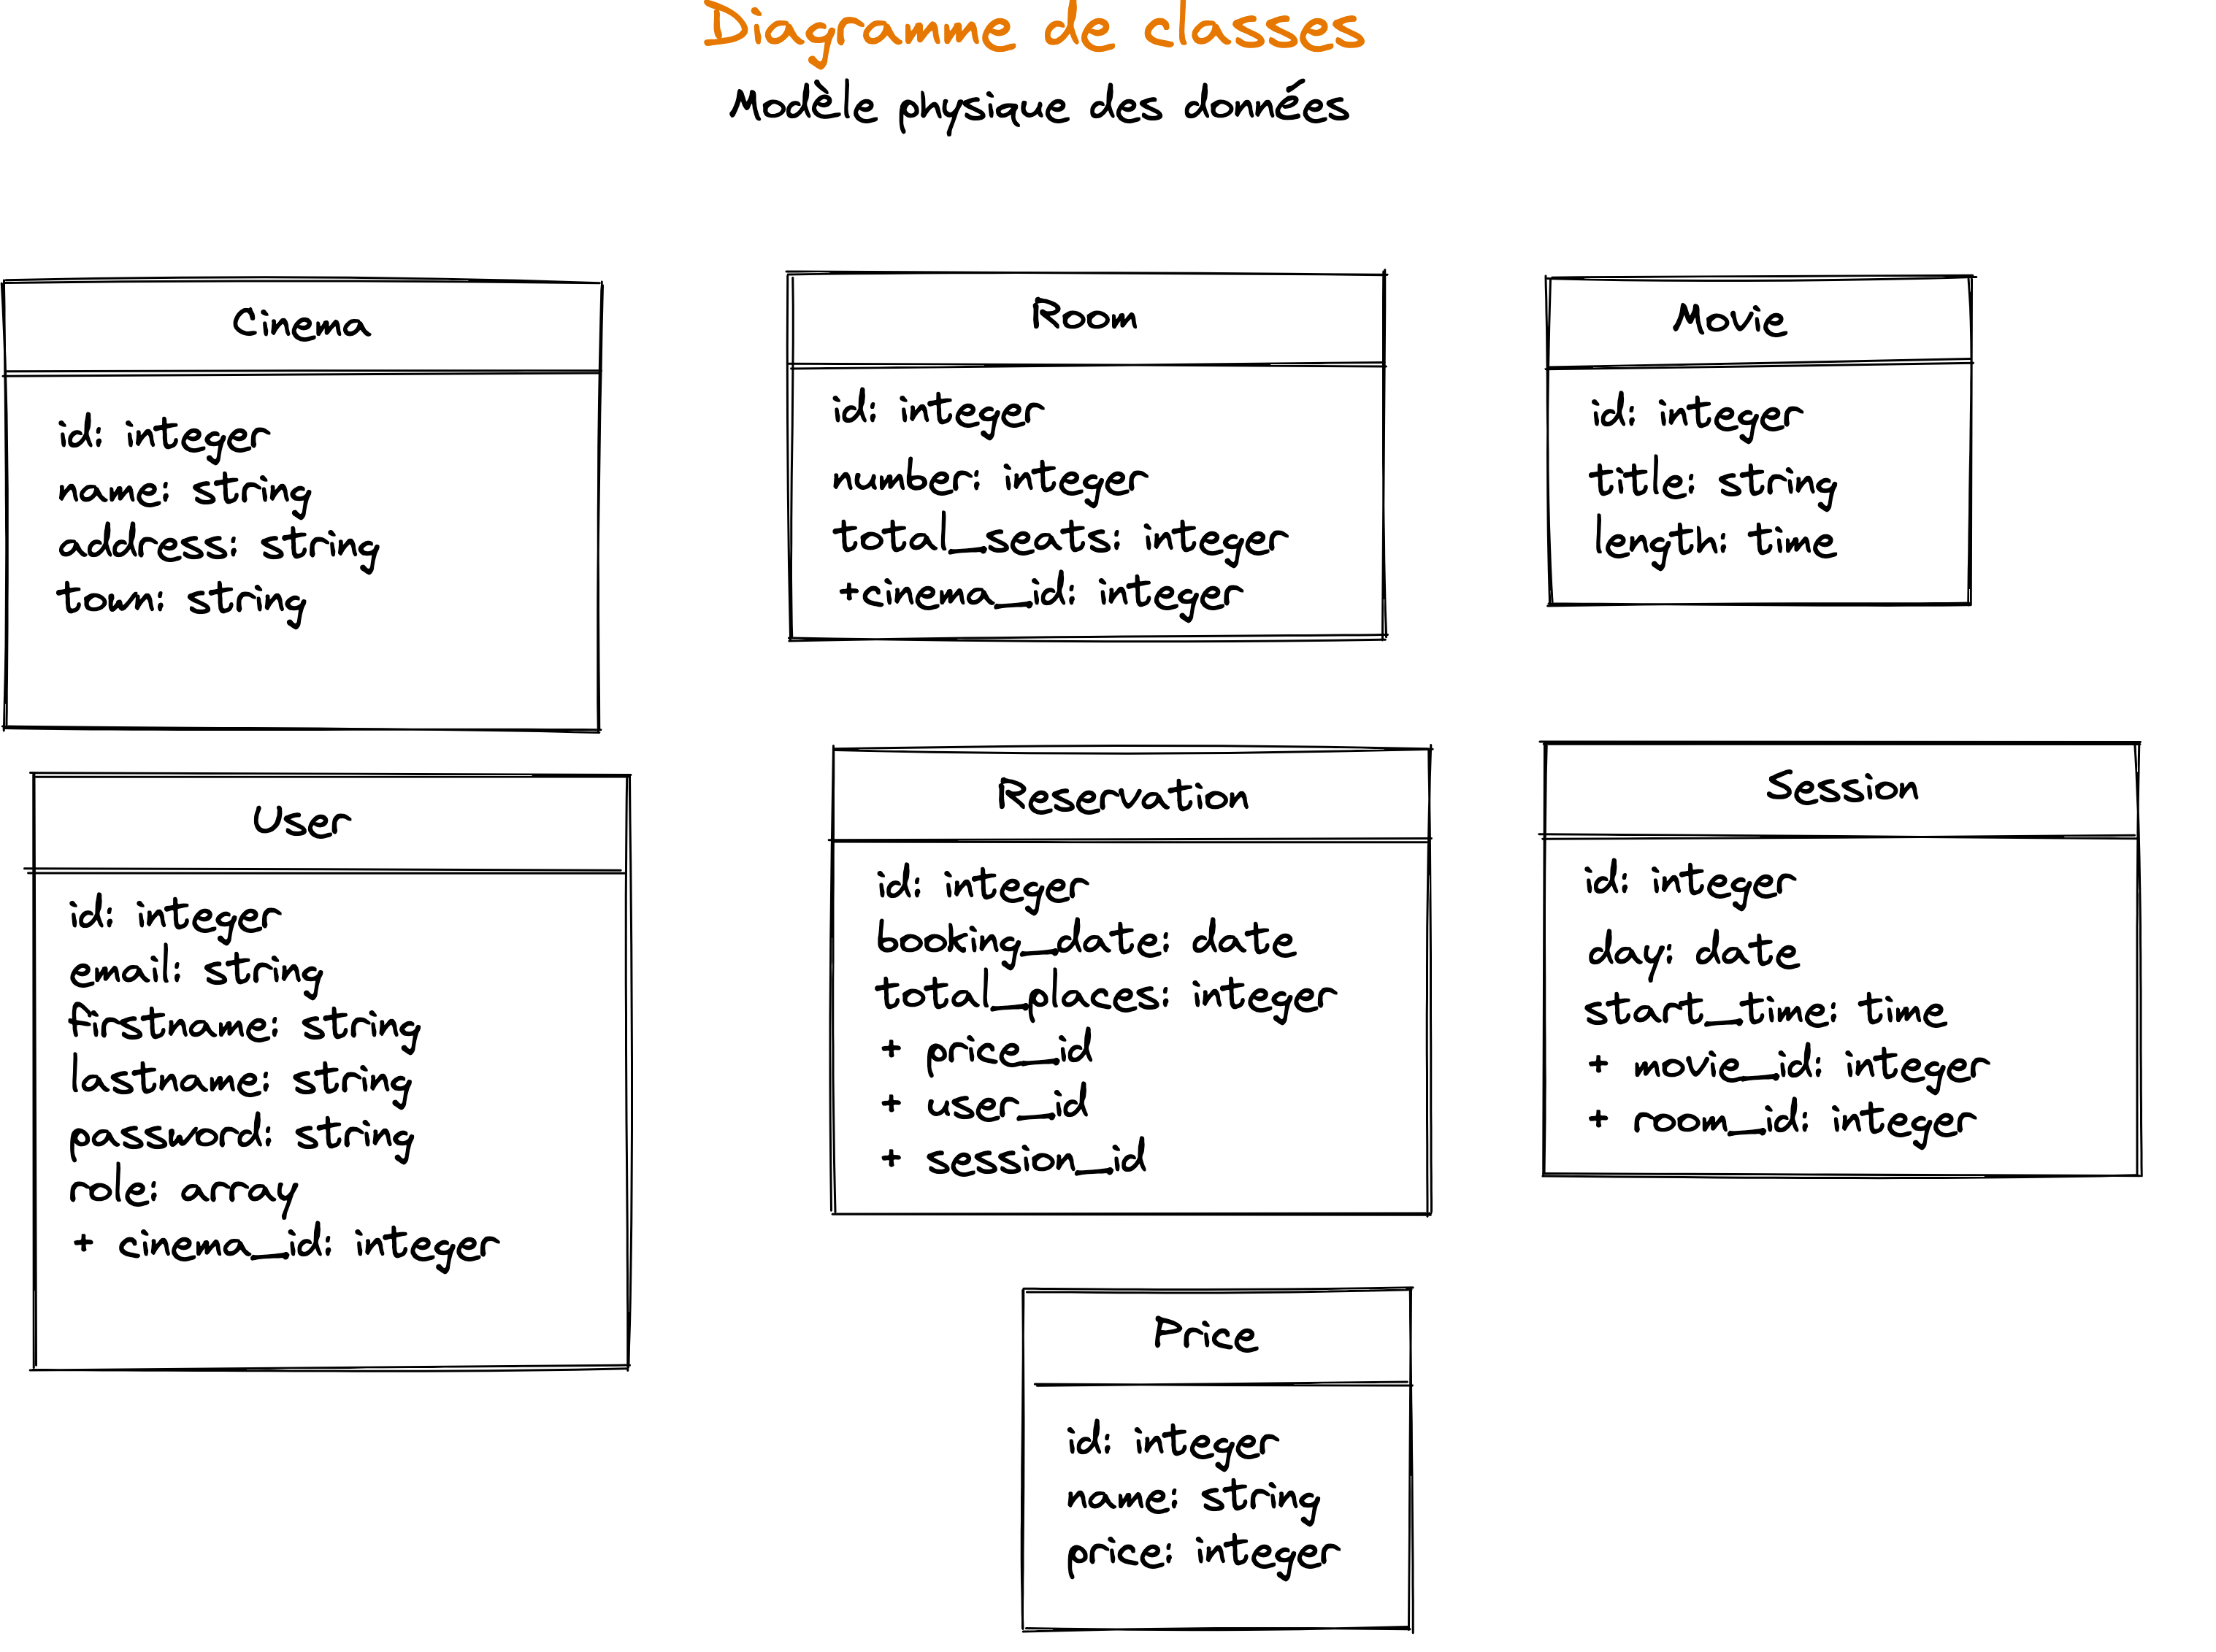 Diagramme de classes
Modèle physique des données
Cinema
id: integer
name: string
address: string
town: string
Room
id: integer
number: integer
total_seats: integer
+cinema_id: integer
Movie
id: integer
title: string
length: time
User
id: integer
email: string
firstname: string
lastname: string
password: string
role: array
+ cinema_id: integer
Reservation
id: integer
booking_date: date
total_places: integer
+ price_id
+ user_id
+ session_id
Session
id: integer
day: date
start_time: time
+ movie_id: integer
+ room_id: integer
Price
id: integer
name: string
price: integer